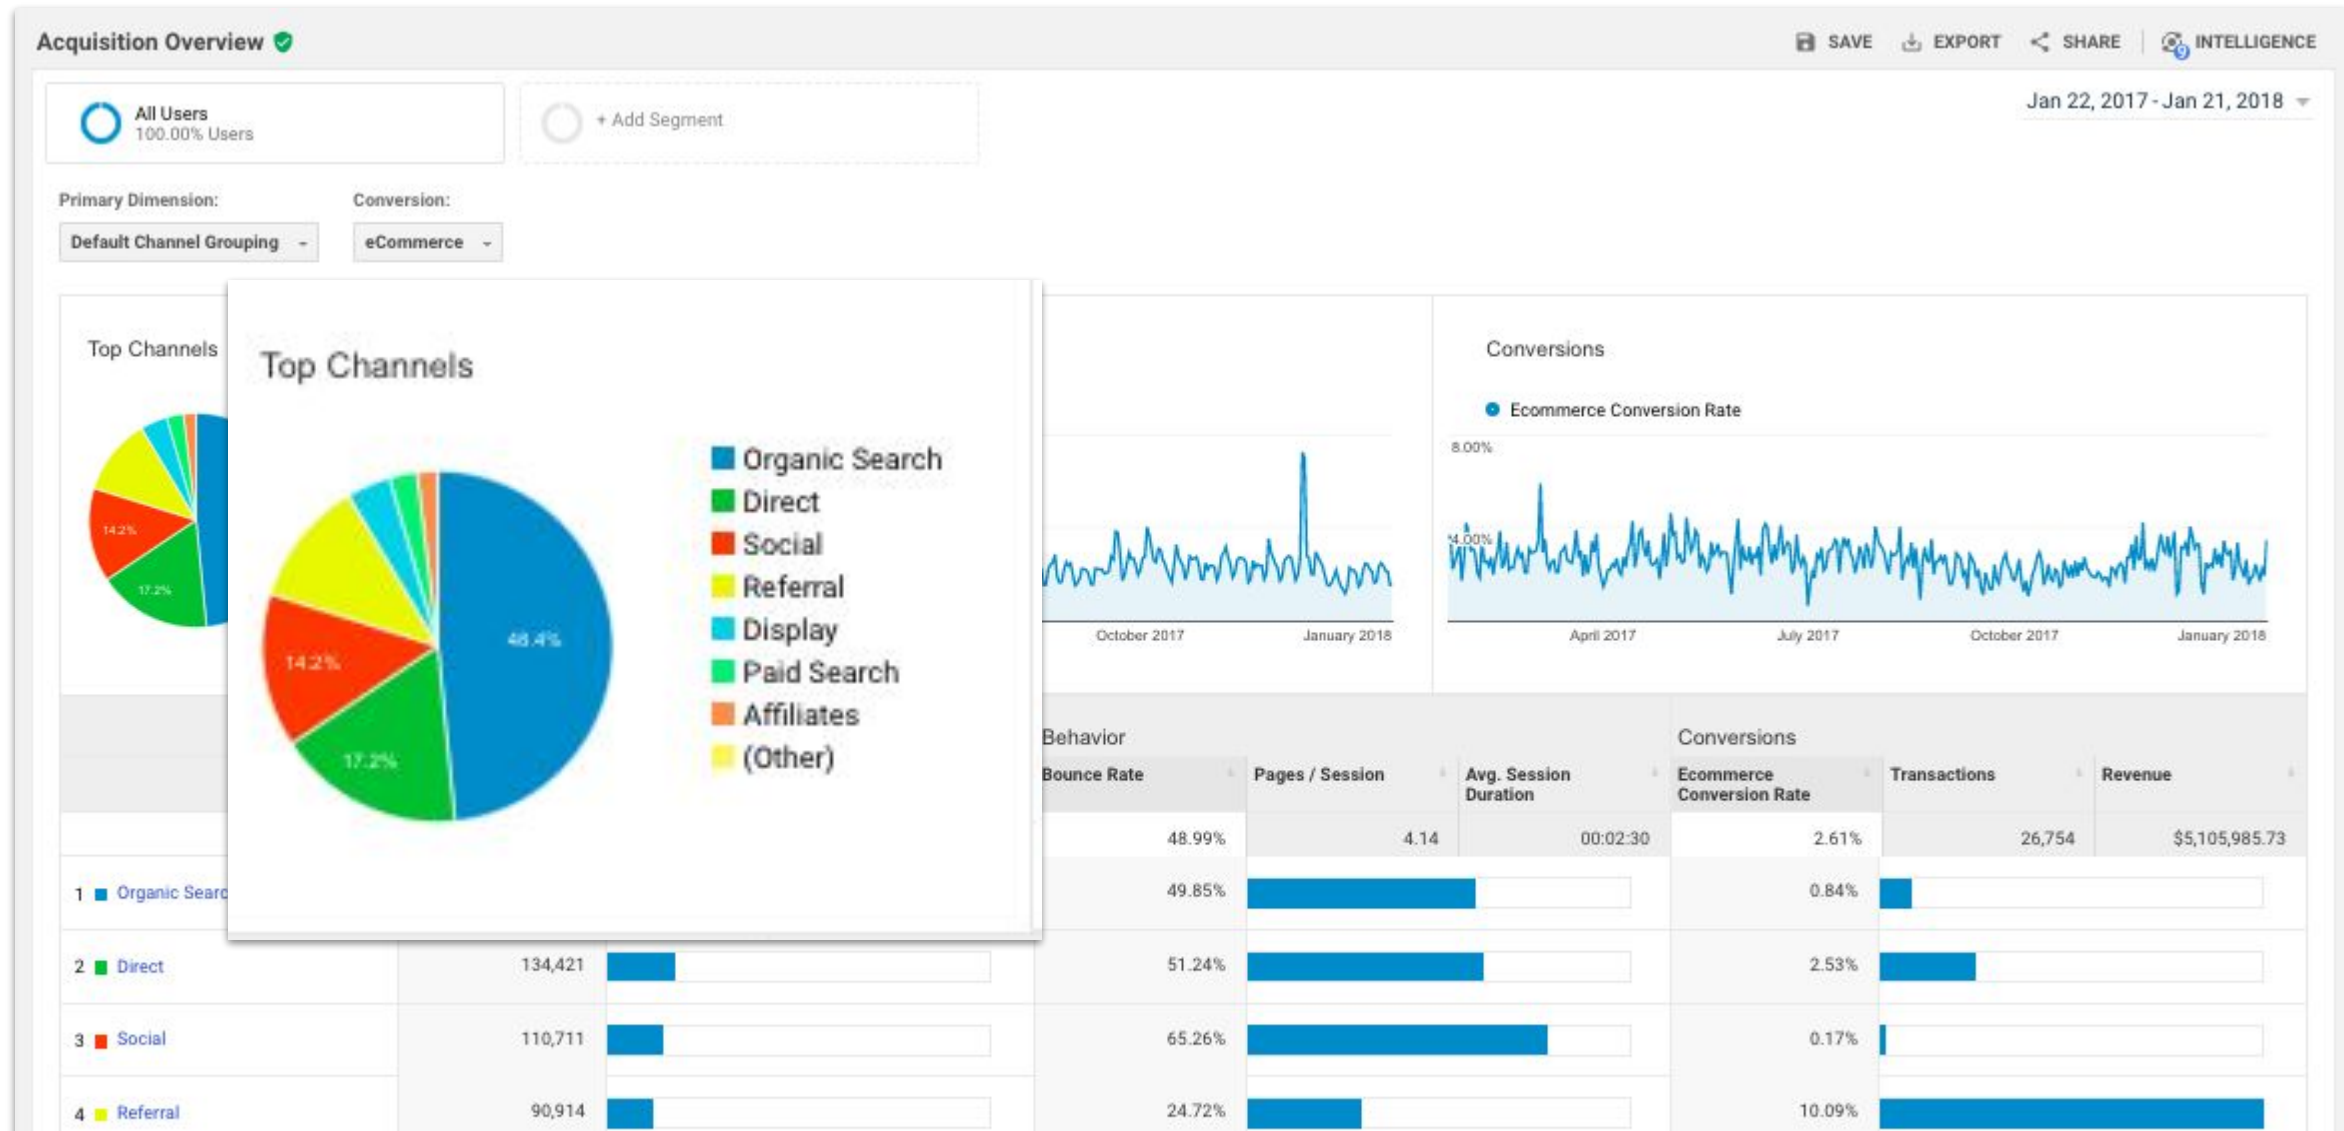 Acquisition Overview
SAVE EXPORT SHARE 9 INTELLIGENCE
All Users
100.00% Users
+ Add Segment
Jan 22, 2017 - Jan 21, 2018
Primary Dimension: Conversion:
Default Channel Grouping eCommerce
Top Channels
14.2%
17.2%
Top Channels
48.4%
14.2%
17.2%
Organic Search
Direct
Social
Referral
Display
Paid Search
Affiliates
(Other)
October 2017 January 2018
Conversions
Ecommerce Conversion Rate
8.00%
4.00%
April 2017 July 2017 October 2017 January 2018
Behavior Conversions
Bounce Rate Pages / Session Avg. Session Duration Ecommerce Conversion Rate Transactions Revenue
48.99% 4.14 00:02:30 2.61% 26,754 $5,105,985.73
1 Organic Searc 49.85% 0.84%
2 Direct 134,421 51.24% 2.53%
3 Social 110,711 65.26% 0.17%
4 Referral 90,914 24.72% 10.09%